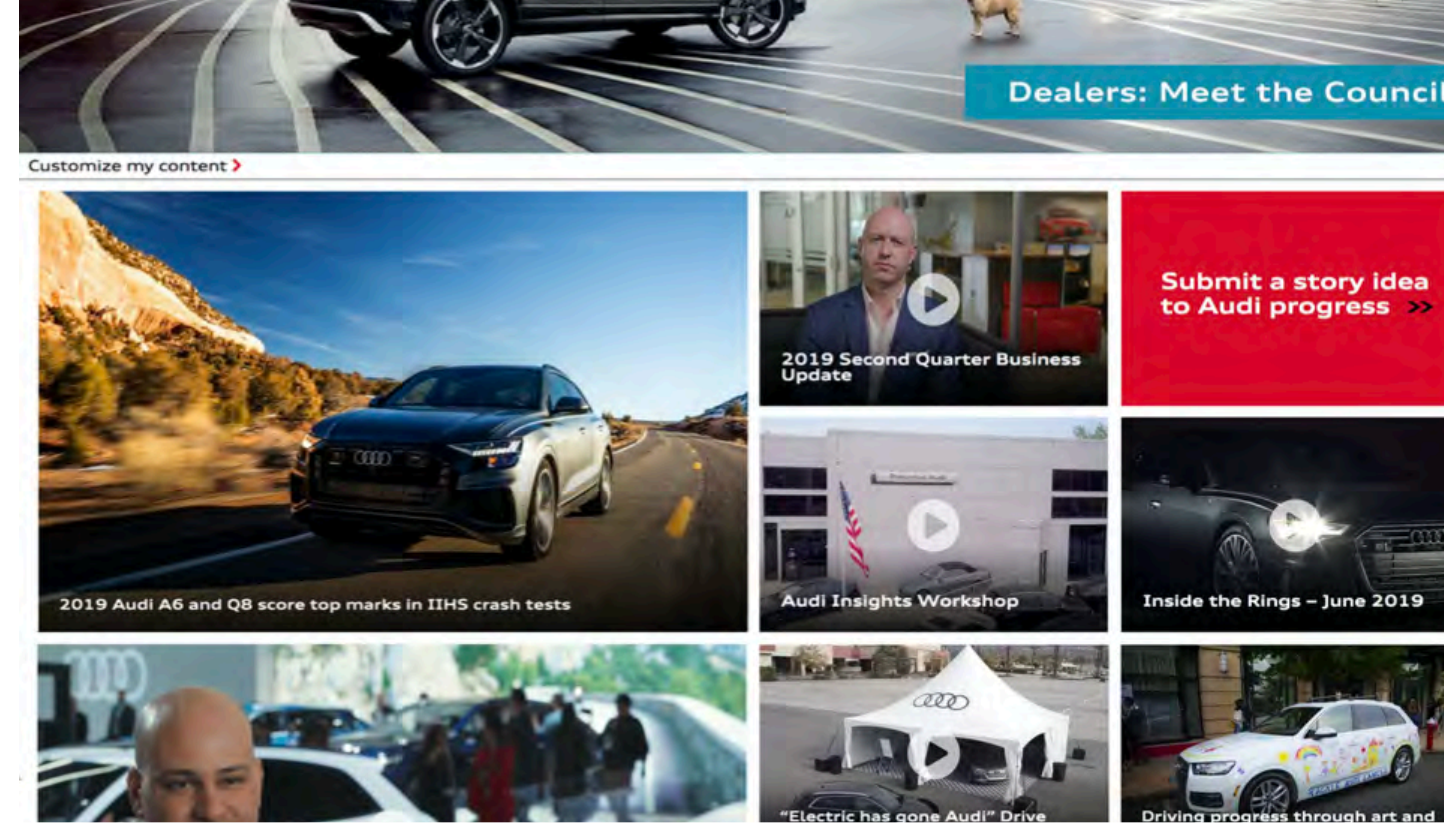 Dealers: Meet the Council
Customize my content
2019 Second Quarter Business
Update
Submit a story idea
to Audi progress >>
2019 Audi A6 and Q8 score top marks in IIHS crash tests
Audi Insights Workshop
Inside the Rings – June 2019
"Electric has gone Audi" Drive
Driving progress through art and